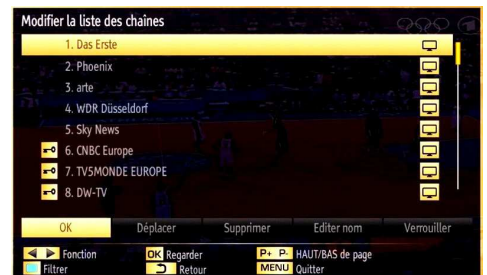 Modifier la liste des chaînes
1. Das Erste
2. Phoenix
3. arte
4. WDR Düsseldorf
5. Sky News
6. CNBC Europe
7. TV5MONDE EUROPE
8. DW-TV
OK Déplacer Supprimer Editer nom Verrouiller
Fonction OK Regarder P+ P- HAUT/BAS de page
Filtrer Retour MENU Quitter